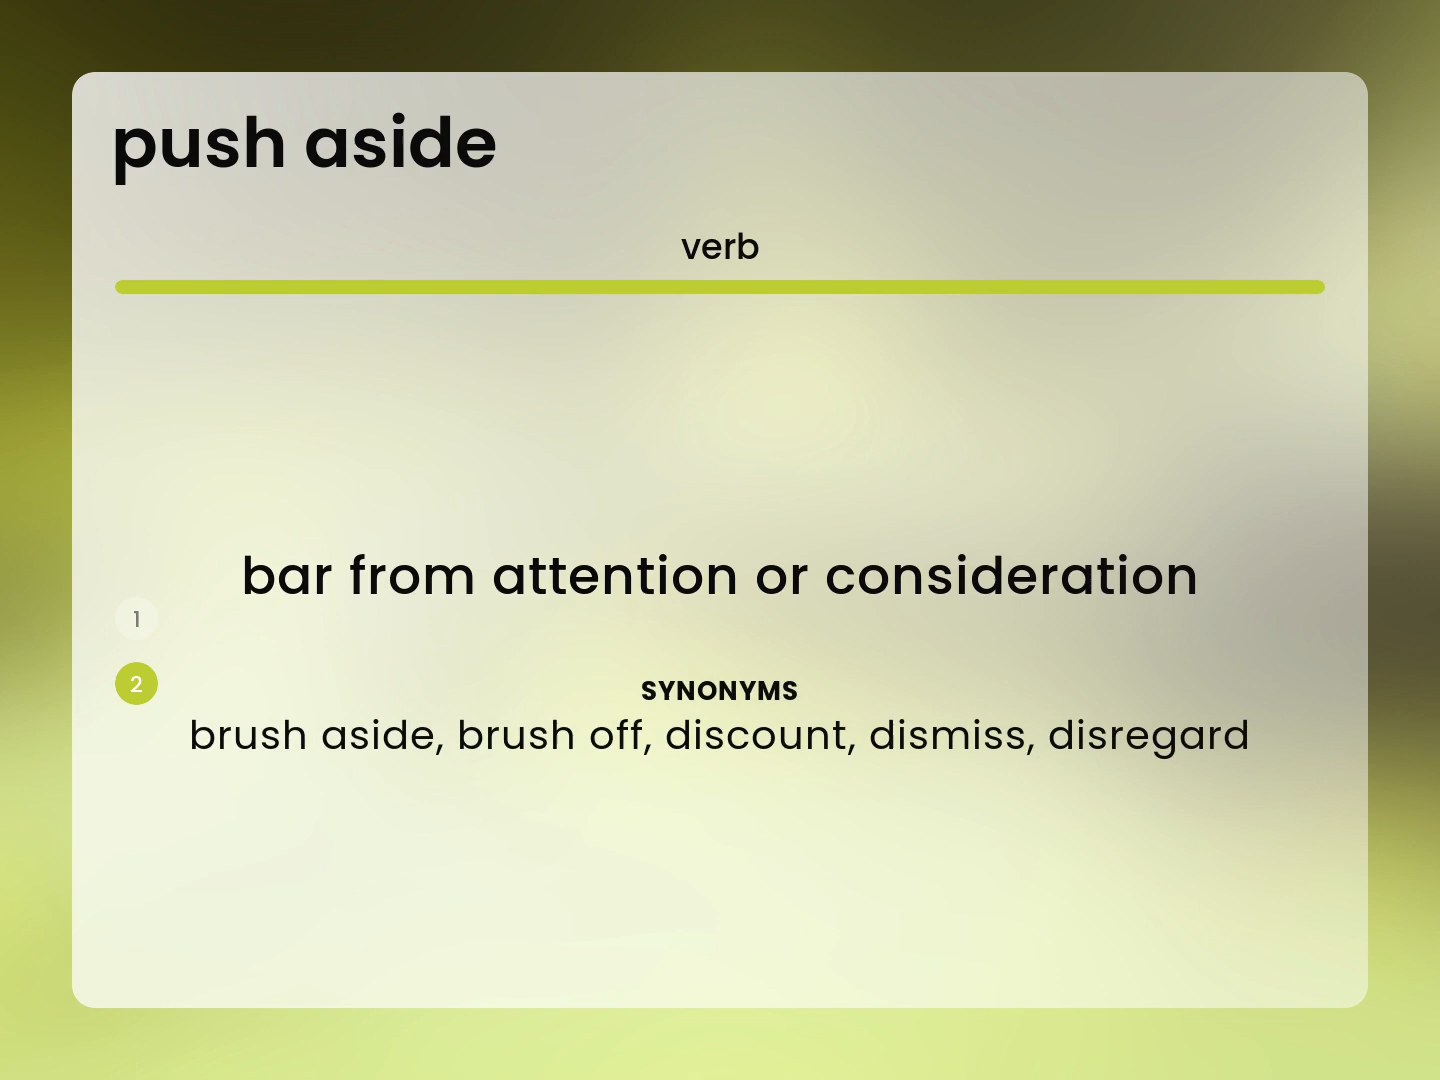 push aside
verb
bar from attention or consideration
1
2
SYNONYMS
brush aside, brush off, discount, dismiss, disregard